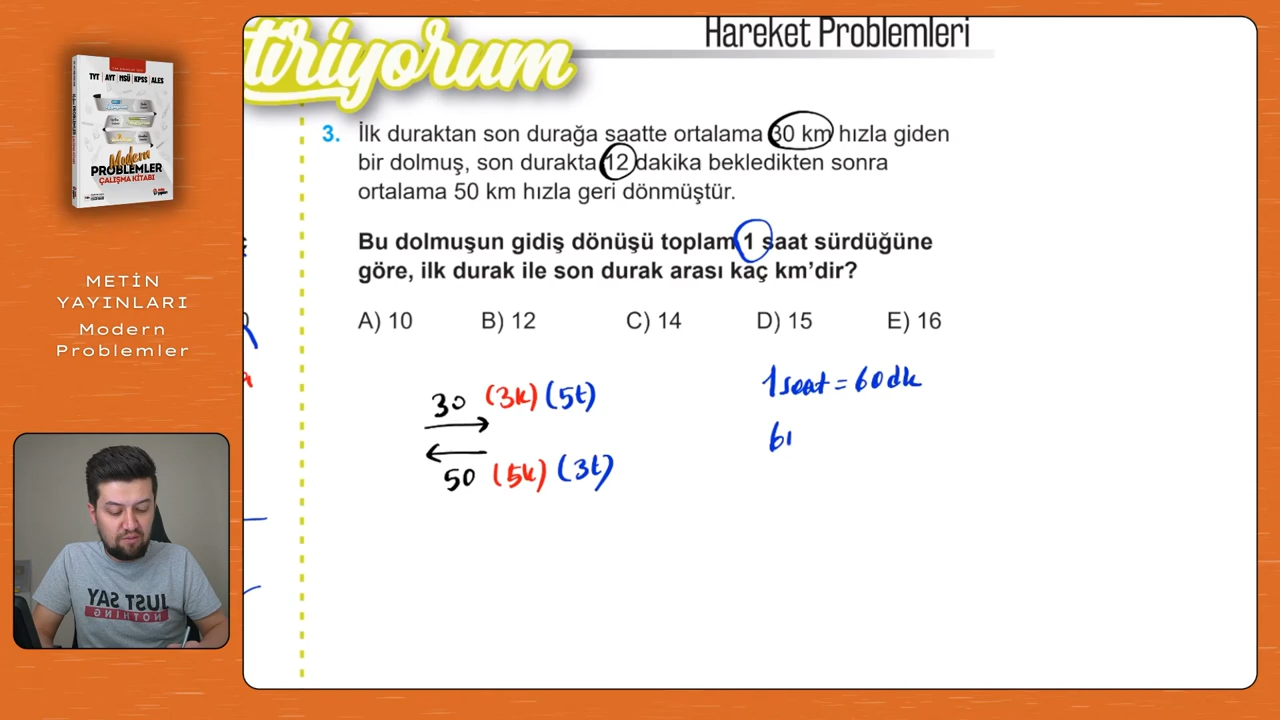 tiriyorum
Hareket Problemleri
TYT | AYT | MSÜ | KPSS | ALES
Modern
PROBLEMLER
ÇALIŞMA KİTABI
METİN
YAYINLARI
Modern
Problemler
3. İlk duraktan son durağa saatte ortalama 30 km hızla giden
bir dolmuş, son durakta 12 dakika bekledikten sonra
ortalama 50 km hızla geri dönmüştür.
Bu dolmuşun gidiş dönüşü toplam 1 saat sürdüğüne
göre, ilk durak ile son durak arası kaç km'dir?
A) 10 B) 12 C) 14 D) 15 E) 16
30 (3k) (5t)
50 (5k) (3t)
1 saat = 60dk
JUST SAY
NOTHING